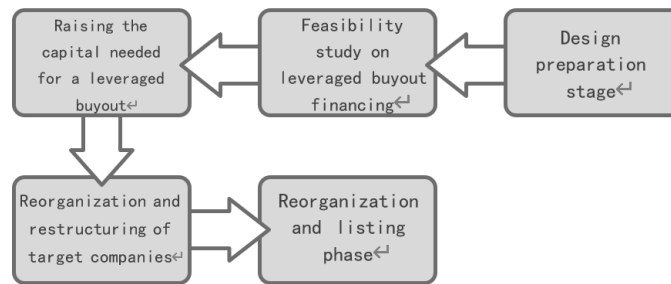 Raising the
capital needed
for a leveraged
buyout↵
Feasibility
study on
leveraged buyout
financing↵
Design
preparation
stage↵
Reorganization and
restructuring of
target companies↵
Reorganization
and listing
phase↵